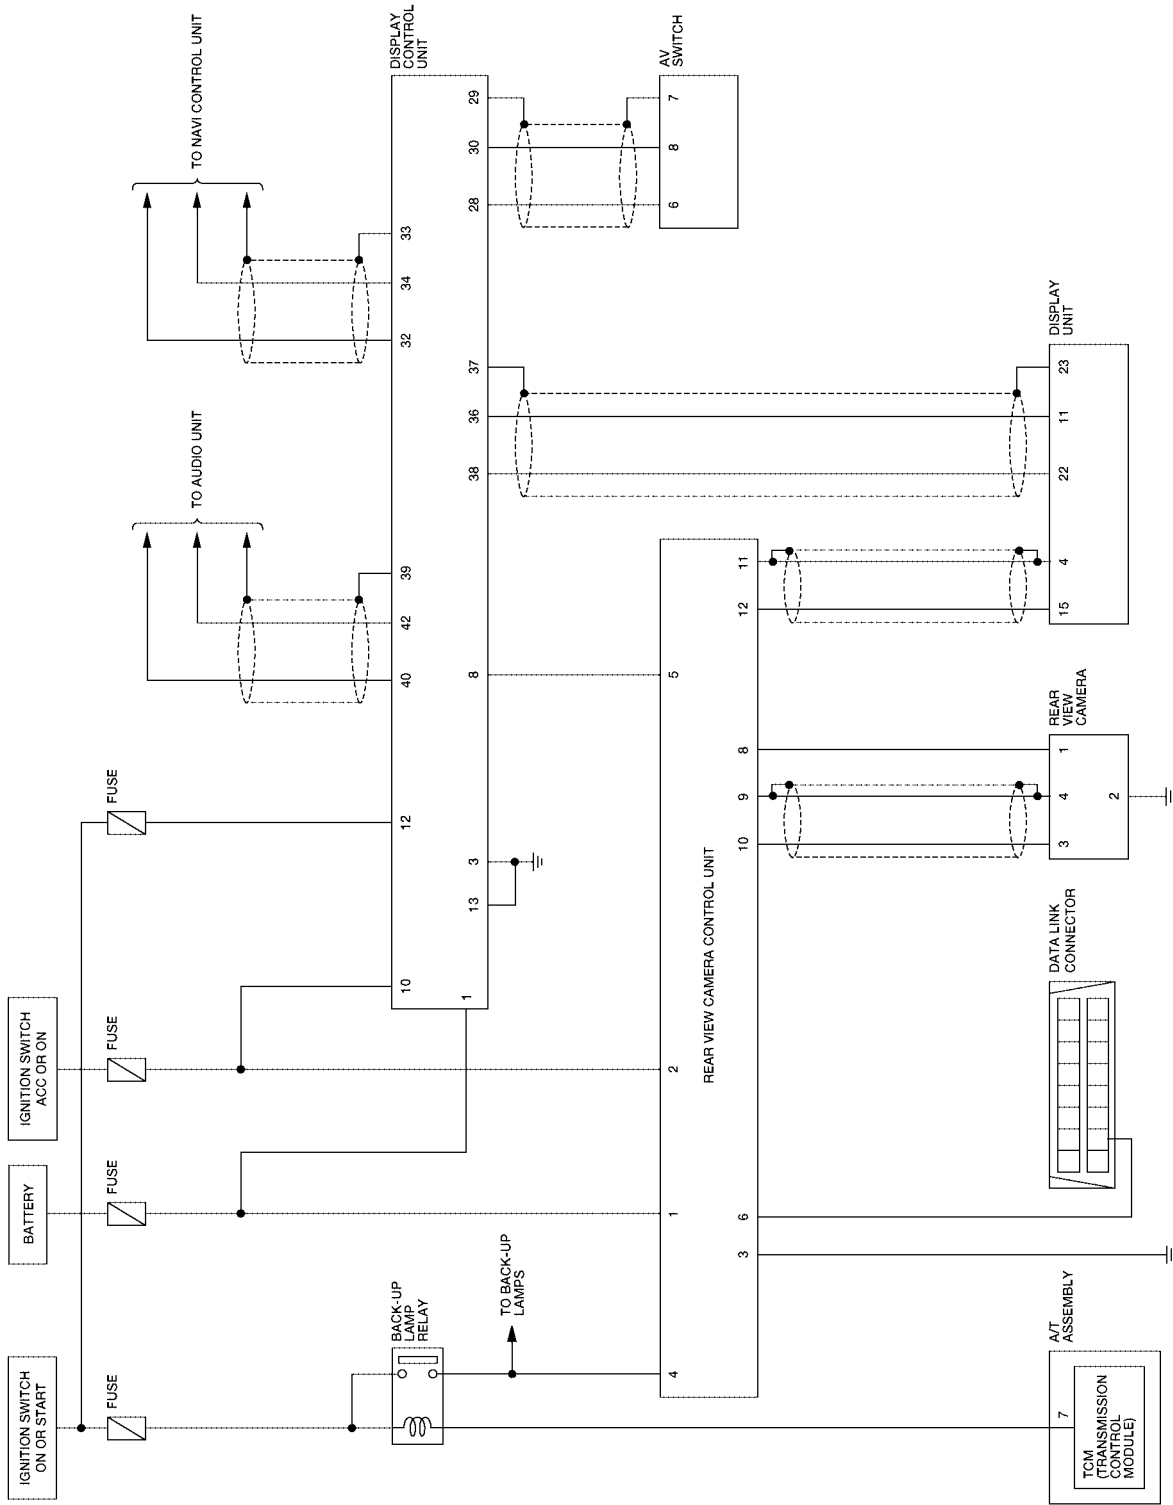 IGNITION SWITCH
ON OR START
BATTERY
IGNITION SWITCH
ACC OR ON
FUSE
FUSE
FUSE
FUSE
TO AUDIO UNIT
TO NAVI CONTROL UNIT
BACK-UP
LAMP
RELAY
TO BACK-UP
LAMPS
DISPLAY
CONTROL
UNIT
1
10
12
40
42
39
32
34
33
13
3
8
38
36
37
28
30
29
AV
SWITCH
6
8
7
REAR VIEW CAMERA CONTROL UNIT
4
1
2
5
3
6
10
9
8
12
11
A/T
ASSEMBLY
7
TCM
(TRANSMISSION
CONTROL
MODULE)
DATA LINK
CONNECTOR
REAR
VIEW
CAMERA
3
4
1
2
DISPLAY
UNIT
15
4
22
11
23